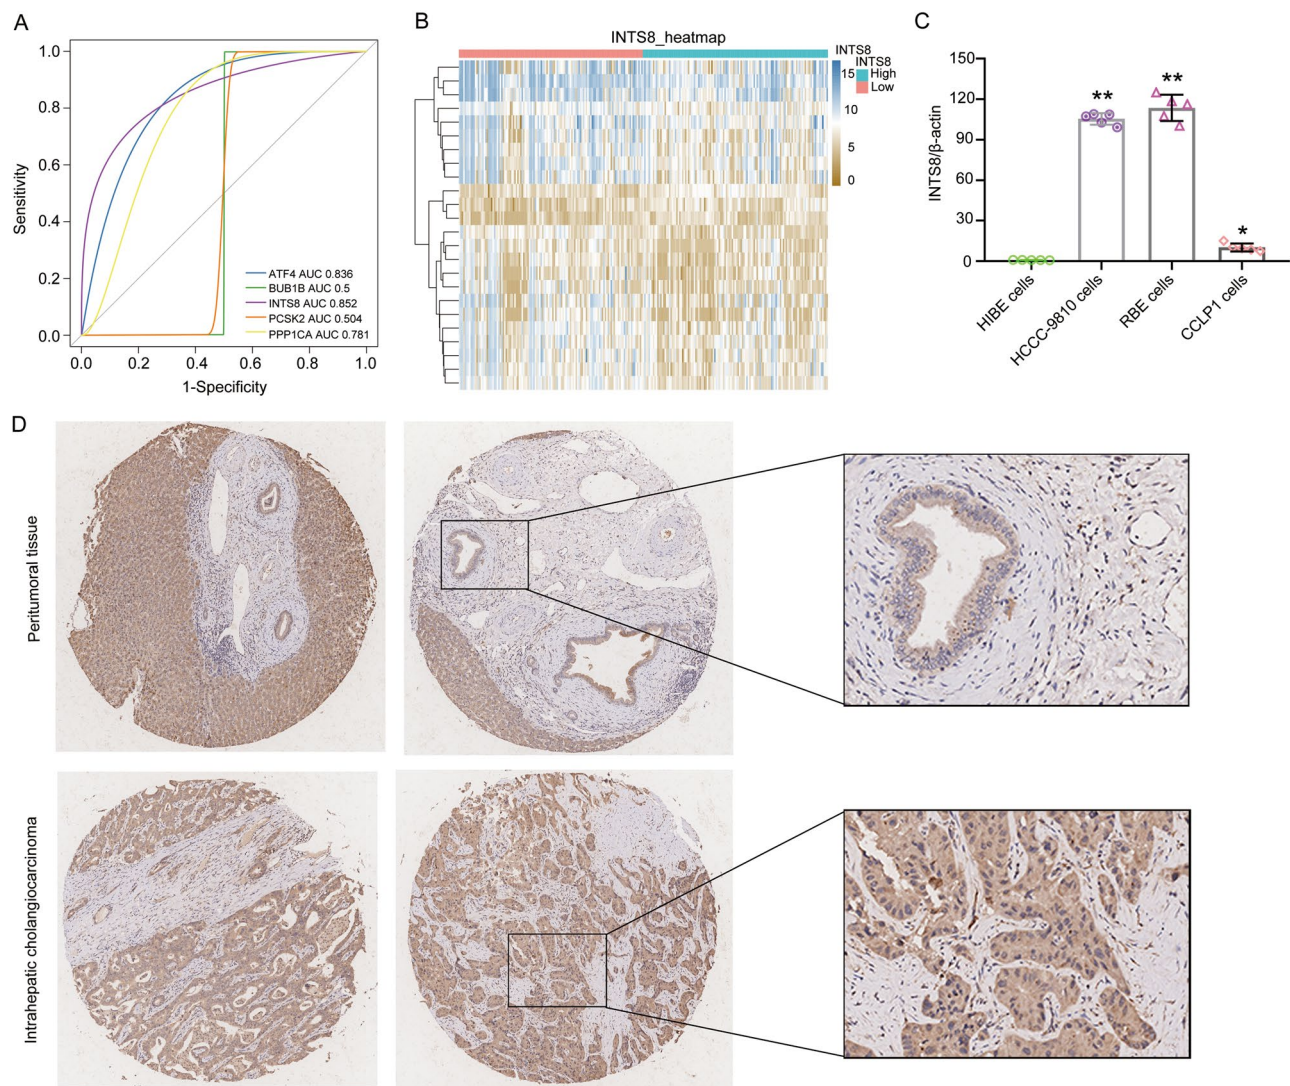 A
1.0
0.8
0.6
0.4
0.2
0.0
Sensitivity
0.0 0.2 0.4 0.6 0.8 1.0
1-Specificity
ATF4 AUC 0.836
BUB1B AUC 0.5
INTS8 AUC 0.852
PCSK2 AUC 0.504
PPP1CA AUC 0.781
B
INTS8_heatmap
INTS8
15
10
5
0
INTS8
High
Low
C
150
120
90
60
30
0
INTS8/β-actin
**
**
*
HIBE cells
HCCC-9810 cells
RBE cells
CCLP1 cells
D
Peritumoral tissue
Intrahepatic cholangiocarcinoma